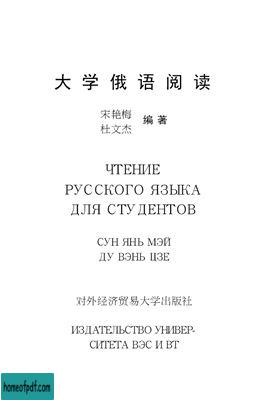 大学俄语阅读
宋艳梅
杜文杰 编著
ЧТЕНИЕ
РУССКОГО ЯЗЫКА
ДЛЯ СТУДЕНТОВ
СУН ЯНЬ МЭЙ
ДУ ВЭНЬ ЦЗЕ
对外经济贸易大学出版社
ИЗДАТЕЛЬСТВО УНИВЕР-
СИТЕТА ВЭС И ВТ
homeofpdf.com